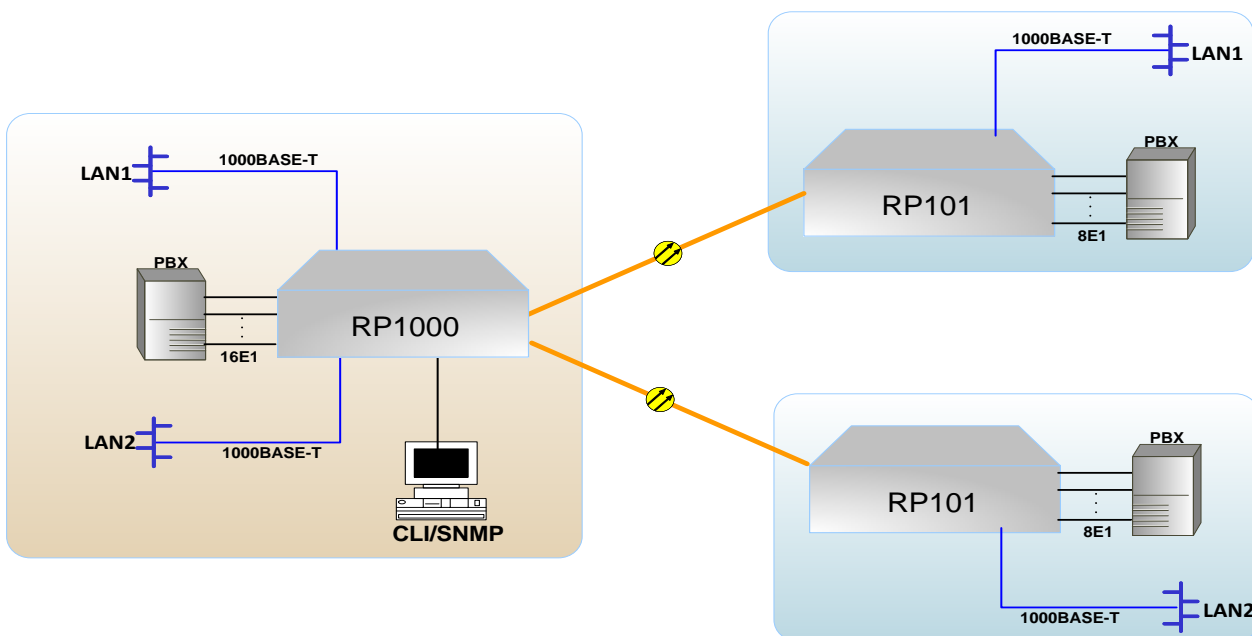 1000BASE-T
LAN1
PBX
RP101
8E1
1000BASE-T
LAN1
PBX
RP1000
16E1
LAN2
1000BASE-T
CLI/SNMP
PBX
RP101
8E1
1000BASE-T
LAN2